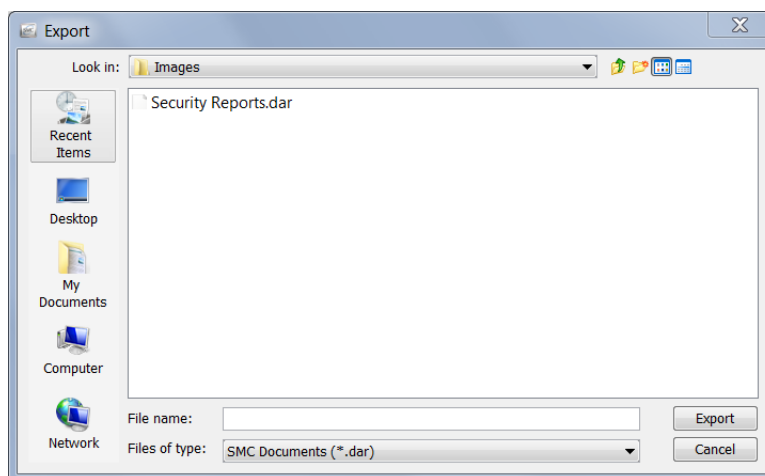 Export
Look in: Images
Security Reports.dar
Recent
Items
Desktop
My
Documents
Computer
Network
File name:
Export
Files of type: SMC Documents (*.dar)
Cancel